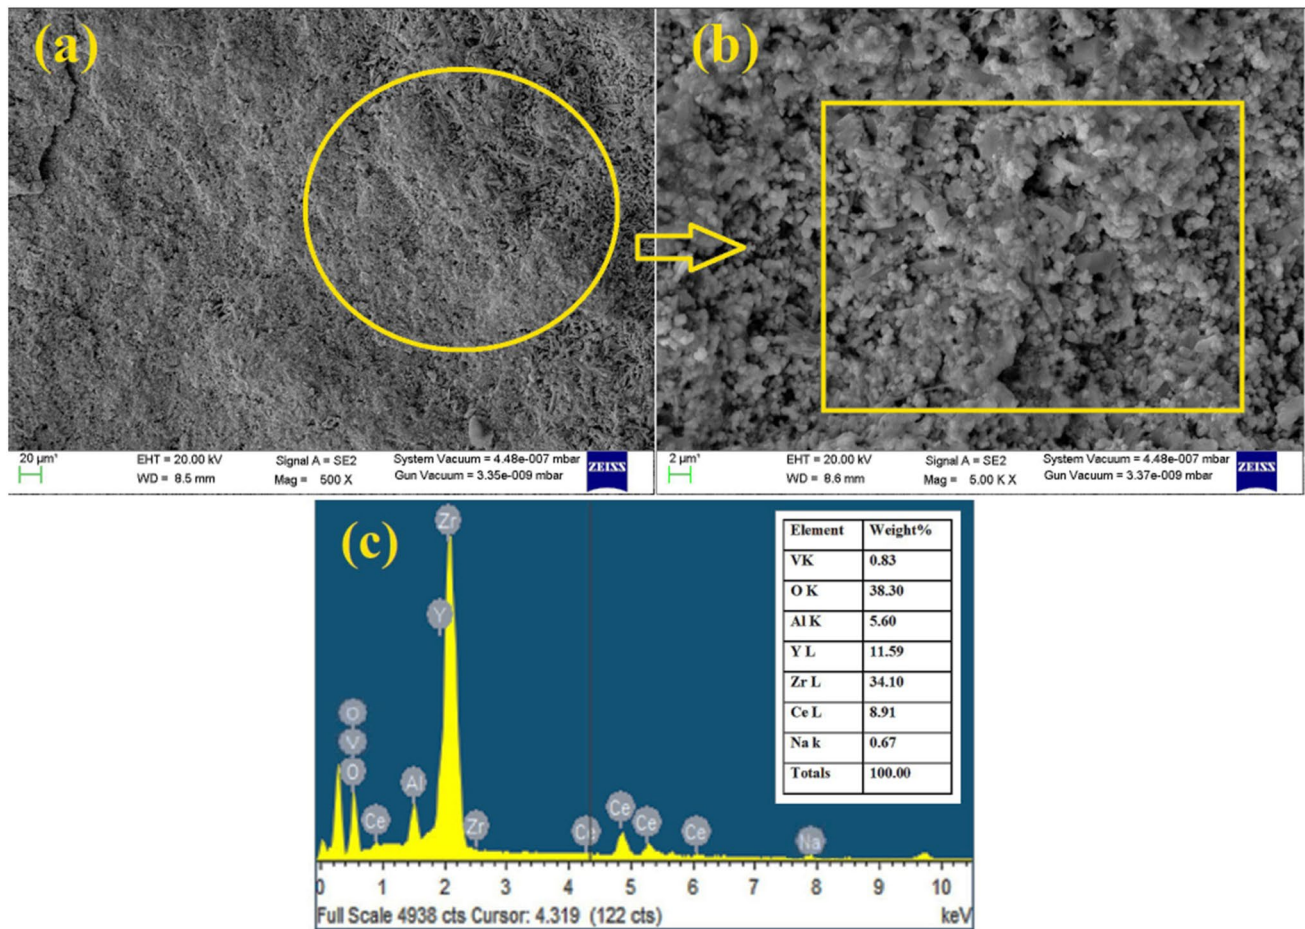 (a)
(b)
20 µm*
EHT = 20.00 kV
Signal A = SE2
System Vacuum = 4.48e-007 mbar
WD = 8.5 mm
Mag = 500 X
Gun Vacuum = 3.35e-009 mbar
ZEISS
2 µm*
EHT = 20.00 kV
Signal A = SE2
System Vacuum = 4.48e-007 mbar
WD = 8.6 mm
Mag = 5.00 K X
Gun Vacuum = 3.37e-009 mbar
ZEISS
(c)
Zr
Y
O
V
O
Ce
Al
Zr
Ce
Ce
Ce
Ce
Na
Element Weight%
VK 0.83
O K 38.30
Al K 5.60
Y L 11.59
Zr L 34.10
Ce L 8.91
Na k 0.67
Totals 100.00
0 1 2 3 4 5 6 7 8 9 10
Full Scale 4938 cts Cursor: 4.319 (122 cts) keV